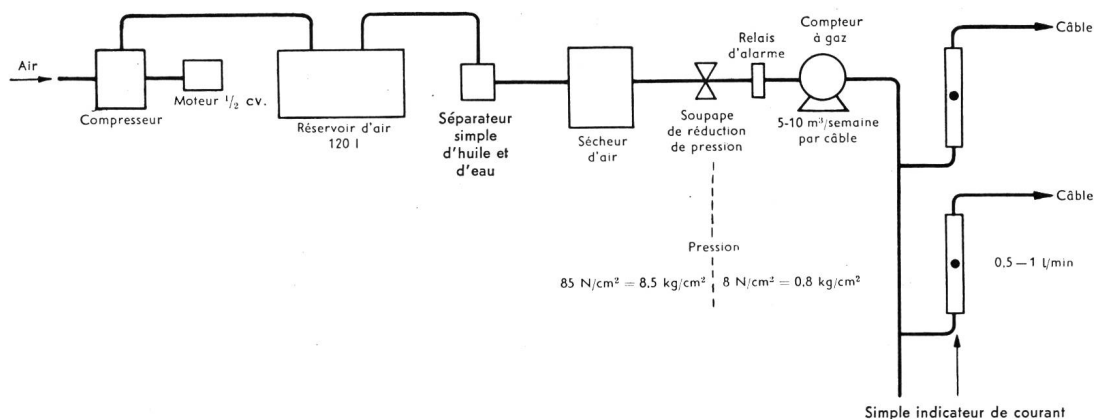 Air
Compresseur
Moteur ½ cv.
Réservoir d'air
120 l
Séparateur
simple
d'huile et
d'eau
Sécheur
d'air
Soupape
de réduction
de pression
Relais
d'alarme
Compteur
à gaz
5-10 m³/semaine
par câble
Câble
Câble
Pression
85 N/cm² = 8.5 kg/cm²
8 N/cm² = 0,8 kg/cm²
0,5 — 1 l/min
Simple indicateur de courant